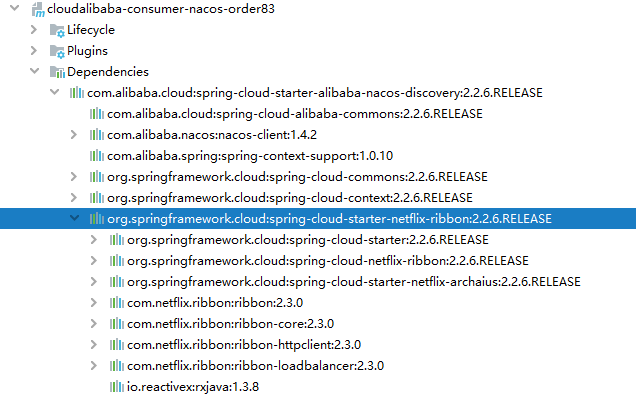 cloudalibaba-consumer-nacos-order83
Lifecycle
Plugins
Dependencies
com.alibaba.cloud:spring-cloud-starter-alibaba-nacos-discovery:2.2.6.RELEASE
com.alibaba.cloud:spring-cloud-alibaba-commons:2.2.6.RELEASE
com.alibaba.nacos:nacos-client:1.4.2
com.alibaba.spring:spring-context-support:1.0.10
org.springframework.cloud:spring-cloud-commons:2.2.6.RELEASE
org.springframework.cloud:spring-cloud-context:2.2.6.RELEASE
org.springframework.cloud:spring-cloud-starter-netflix-ribbon:2.2.6.RELEASE
org.springframework.cloud:spring-cloud-starter:2.2.6.RELEASE
org.springframework.cloud:spring-cloud-netflix-ribbon:2.2.6.RELEASE
org.springframework.cloud:spring-cloud-starter-netflix-archaius:2.2.6.RELEASE
com.netflix.ribbon:ribbon:2.3.0
com.netflix.ribbon:ribbon-core:2.3.0
com.netflix.ribbon:ribbon-httpclient:2.3.0
com.netflix.ribbon:ribbon-loadbalancer:2.3.0
io.reactivex:rxjava:1.3.8